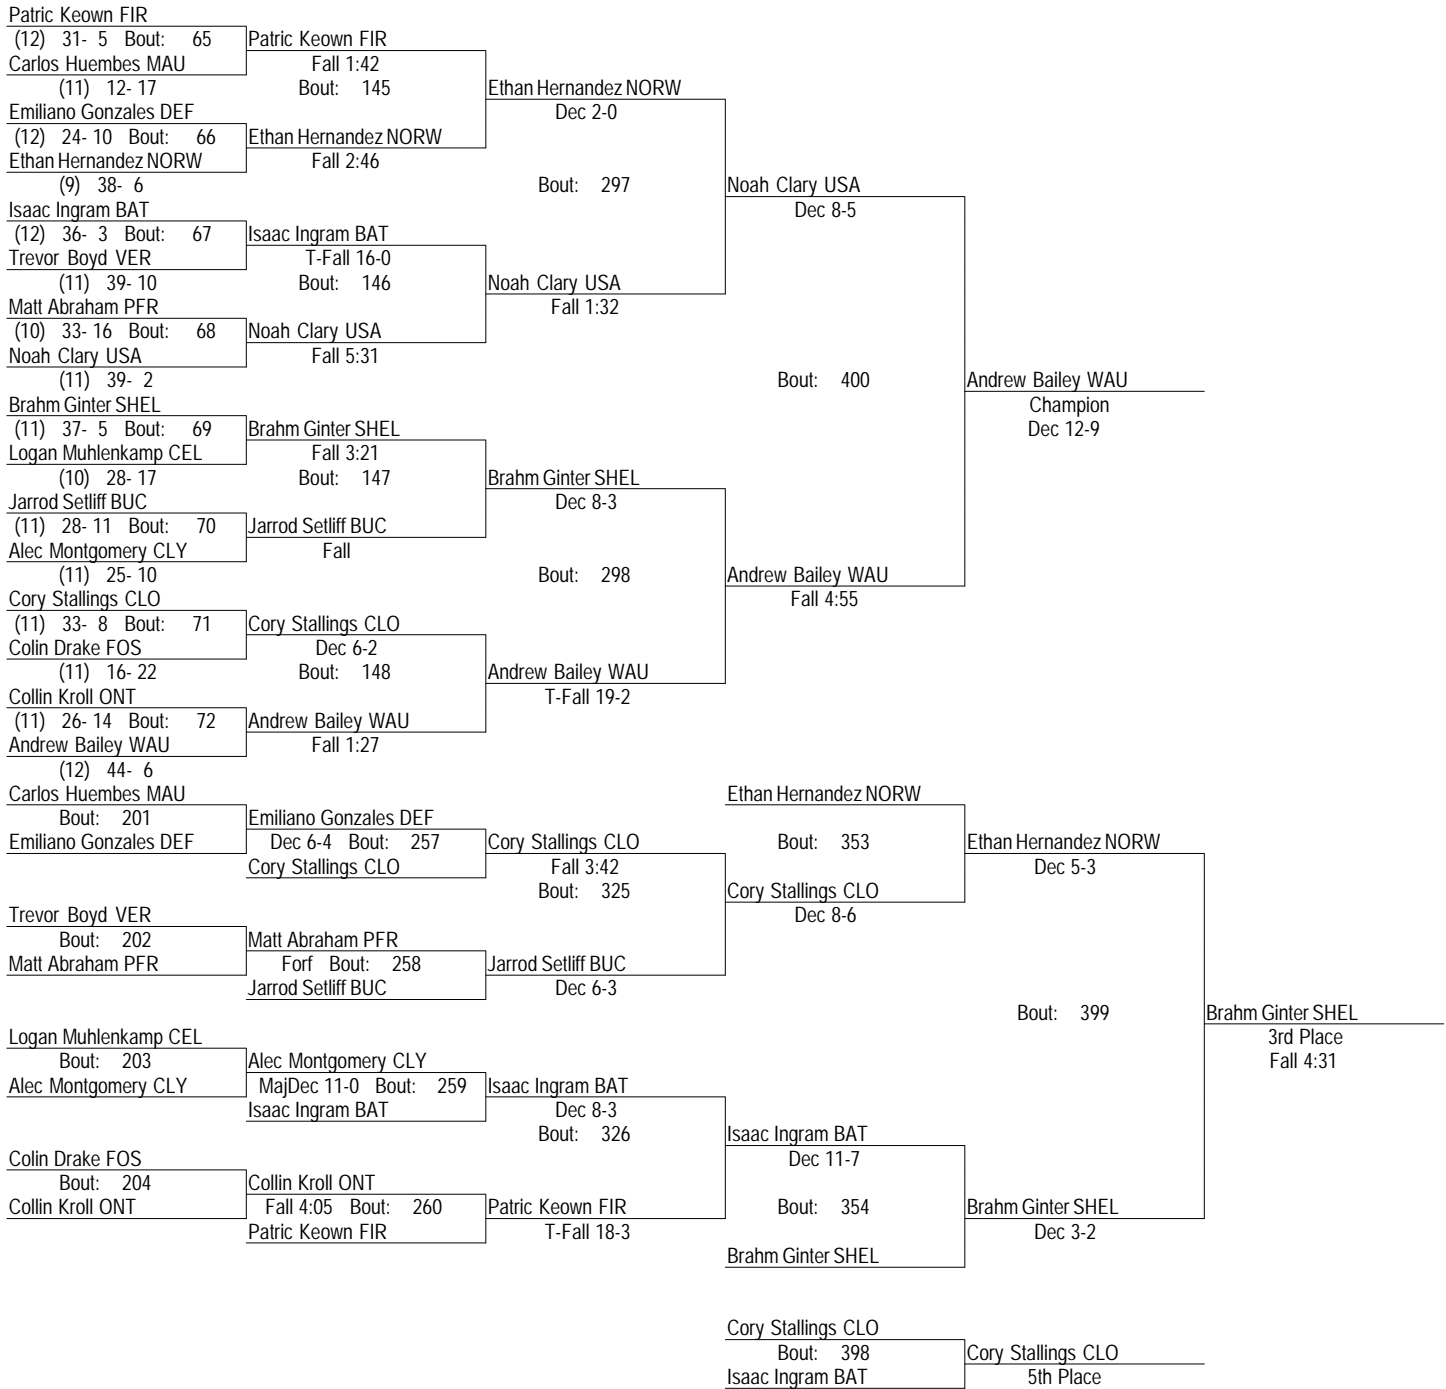 Patric Keown FIR
(12) 31- 5 Bout: 65 Patric Keown FIR
Carlos Huembes MAU Fall 1:42
(11) 12- 17 Bout: 145 Ethan Hernandez NORW
Emiliano Gonzales DEF Dec 2-0
(12) 24- 10 Bout: 66 Ethan Hernandez NORW
Ethan Hernandez NORW Fall 2:46
(9) 38- 6 Bout: 297 Noah Clary USA
Isaac Ingram BAT Dec 8-5
(12) 36- 3 Bout: 67 Isaac Ingram BAT
Trevor Boyd VER T-Fall 16-0
(11) 39- 10 Bout: 146 Noah Clary USA
Matt Abraham PFR Fall 1:32
(10) 33- 16 Bout: 68 Noah Clary USA
Noah Clary USA Fall 5:31
(11) 39- 2 Bout: 400 Andrew Bailey WAU
Brahm Ginter SHEL Champion
(11) 37- 5 Bout: 69 Brahm Ginter SHEL Dec 12-9
Logan Muhlenkamp CEL Fall 3:21
(10) 28- 17 Bout: 147 Brahm Ginter SHEL
Jarrod Setliff BUC Dec 8-3
(11) 28- 11 Bout: 70 Jarrod Setliff BUC
Alec Montgomery CLY Fall
(11) 25- 10 Bout: 298 Andrew Bailey WAU
Cory Stallings CLO Fall 4:55
(11) 33- 8 Bout: 71 Cory Stallings CLO
Colin Drake FOS Dec 6-2
(11) 16- 22 Bout: 148 Andrew Bailey WAU
Collin Kroll ONT T-Fall 19-2
(11) 26- 14 Bout: 72 Andrew Bailey WAU
Andrew Bailey WAU Fall 1:27
(12) 44- 6
Carlos Huembes MAU Ethan Hernandez NORW
Bout: 201 Emiliano Gonzales DEF
Emiliano Gonzales DEF Dec 6-4 Bout: 257 Cory Stallings CLO Bout: 353 Ethan Hernandez NORW
Cory Stallings CLO Fall 3:42 Dec 5-3
Bout: 325 Cory Stallings CLO
Trevor Boyd VER Dec 8-6
Bout: 202 Matt Abraham PFR
Matt Abraham PFR Forf Bout: 258 Jarrod Setliff BUC
Jarrod Setliff BUC Dec 6-3
Bout: 399 Brahm Ginter SHEL
Logan Muhlenkamp CEL 3rd Place
Bout: 203 Alec Montgomery CLY Fall 4:31
Alec Montgomery CLY MajDec 11-0 Bout: 259 Isaac Ingram BAT
Isaac Ingram BAT Dec 8-3
Bout: 326 Isaac Ingram BAT
Colin Drake FOS Dec 11-7
Bout: 204 Collin Kroll ONT
Collin Kroll ONT Fall 4:05 Bout: 260 Patric Keown FIR Bout: 354 Brahm Ginter SHEL
Patric Keown FIR T-Fall 18-3 Dec 3-2
Brahm Ginter SHEL
Cory Stallings CLO
Bout: 398 Cory Stallings CLO
Isaac Ingram BAT 5th Place